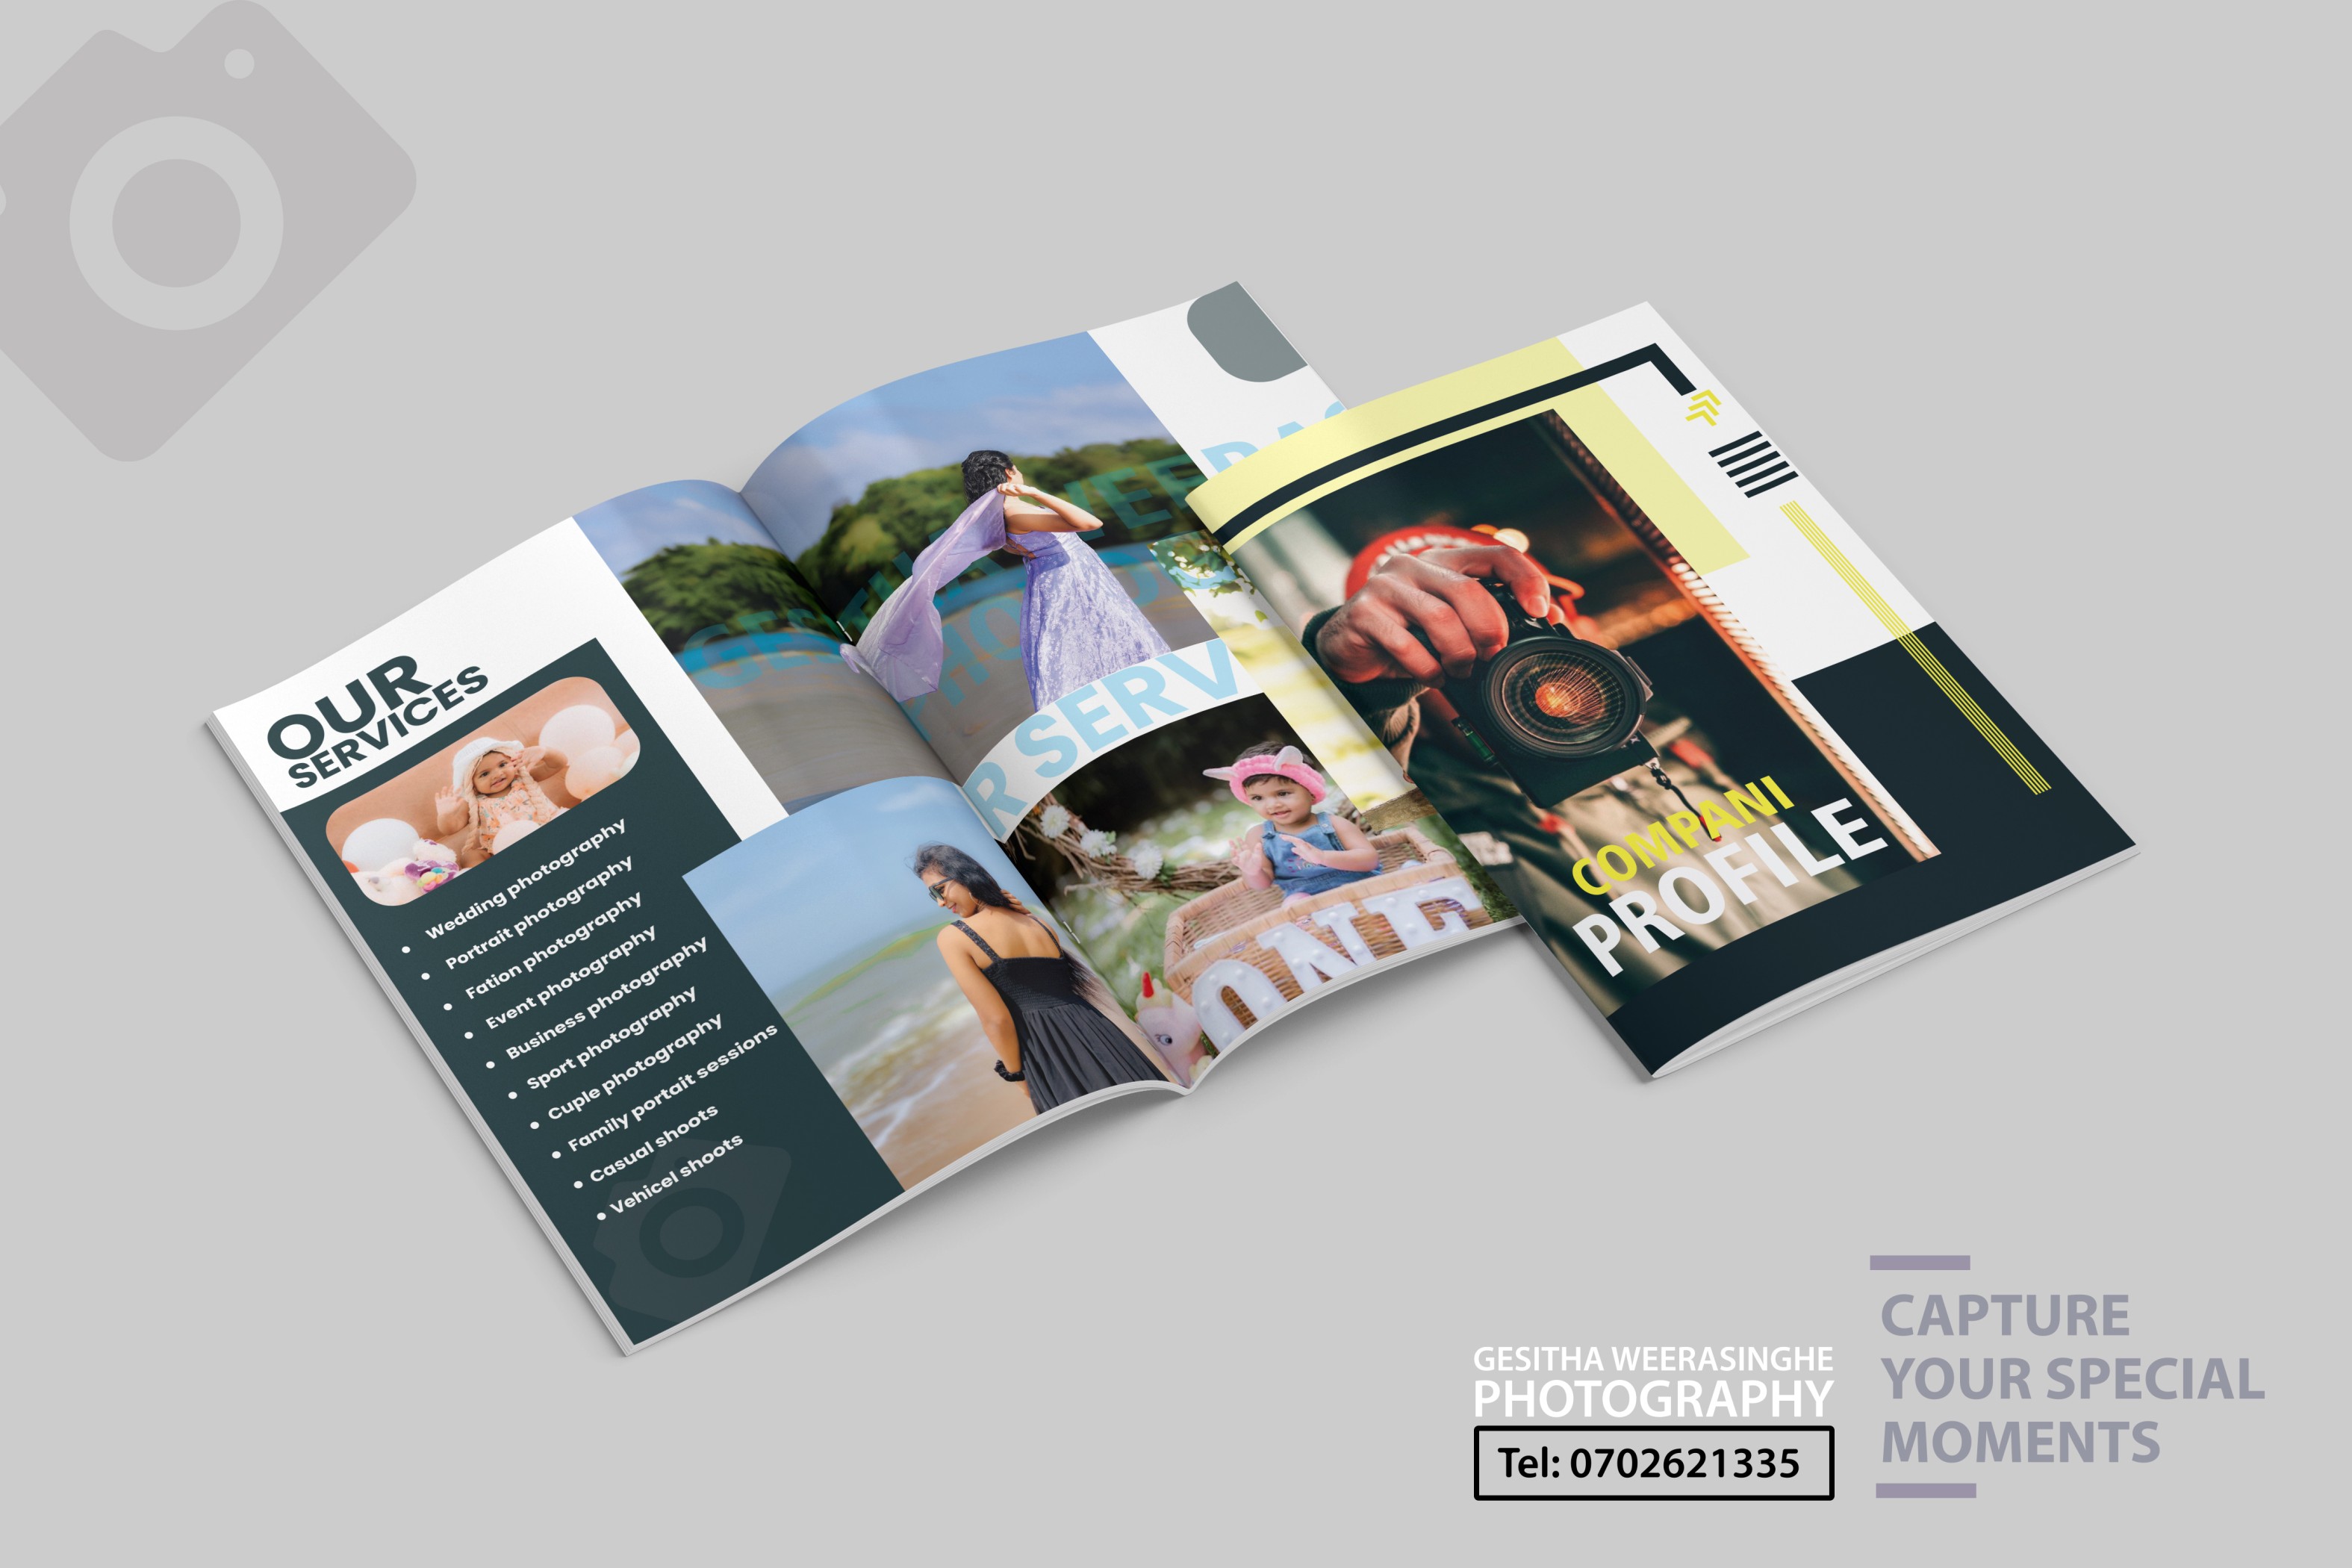 OUR
SERVICES
Wedding photography
Portrait photography
Fation photography
Event photography
Business photography
Sport photography
Cuple photography
Family portait sessions
Casual shoots
Vehicel shoots
R SERV
ONE
COMPANI
PROFILE
GESITHA WEERASINGHE
PHOTOGRAPHY
Tel: 0702621335
CAPTURE
YOUR SPECIAL
MOMENTS